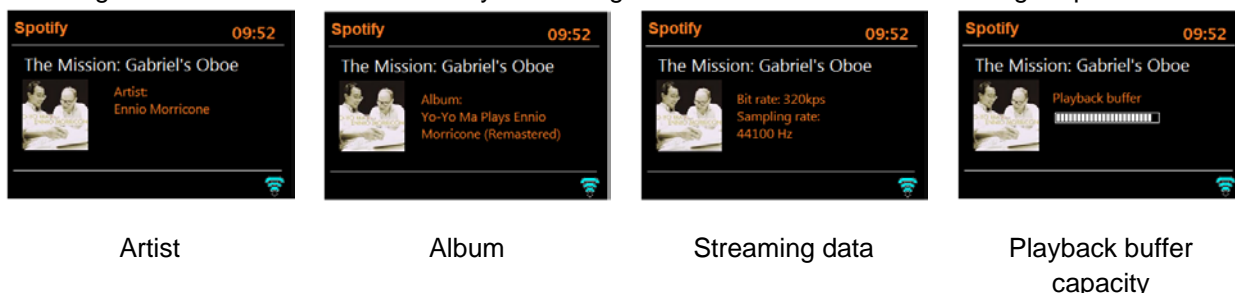 Spotify
09:52
The Mission: Gabriel's Oboe
Artist:
Ennio Morricone
Artist
Spotify
09:52
The Mission: Gabriel's Oboe
Album:
Yo-Yo Ma Plays Ennio
Morricone (Remastered)
Album
Spotify
09:52
The Mission: Gabriel's Oboe
Bit rate: 320kps
Sampling rate:
44100 Hz
Streaming data
Spotify
09:52
The Mission: Gabriel's Oboe
Playback buffer
Playback buffer
capacity